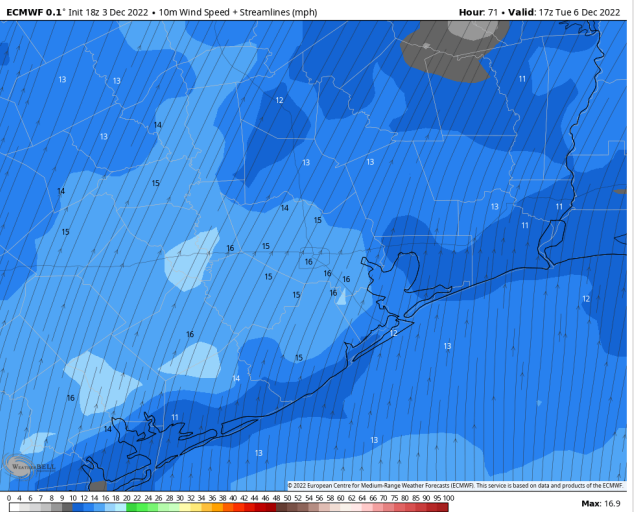 ECMWF 0.1° Init 18z 3 Dec 2022 • 10m Wind Speed + Streamlines (mph) Hour: 71 • Valid: 17z Tue 6 Dec 2022
13 13 11
12
14
13
13 13
15
14
14 13 11
15 11
15
16 15
16
15 16 16
15 16 12
16 12
13
15
14
16
11
14
13 13
WeatherBELL
© 2022 European Centre for Medium-Range Weather Forecasts (ECMWF). This service is based on data and products of the ECMWF.
0 4 6 7 8 9 10 12 14 16 18 20 22 24 26 28 30 32 34 36 38 40 42 44 46 48 50 52 54 56 58 60 62 64 66 68 70 75 80 85 90 95 100
Max: 16.9